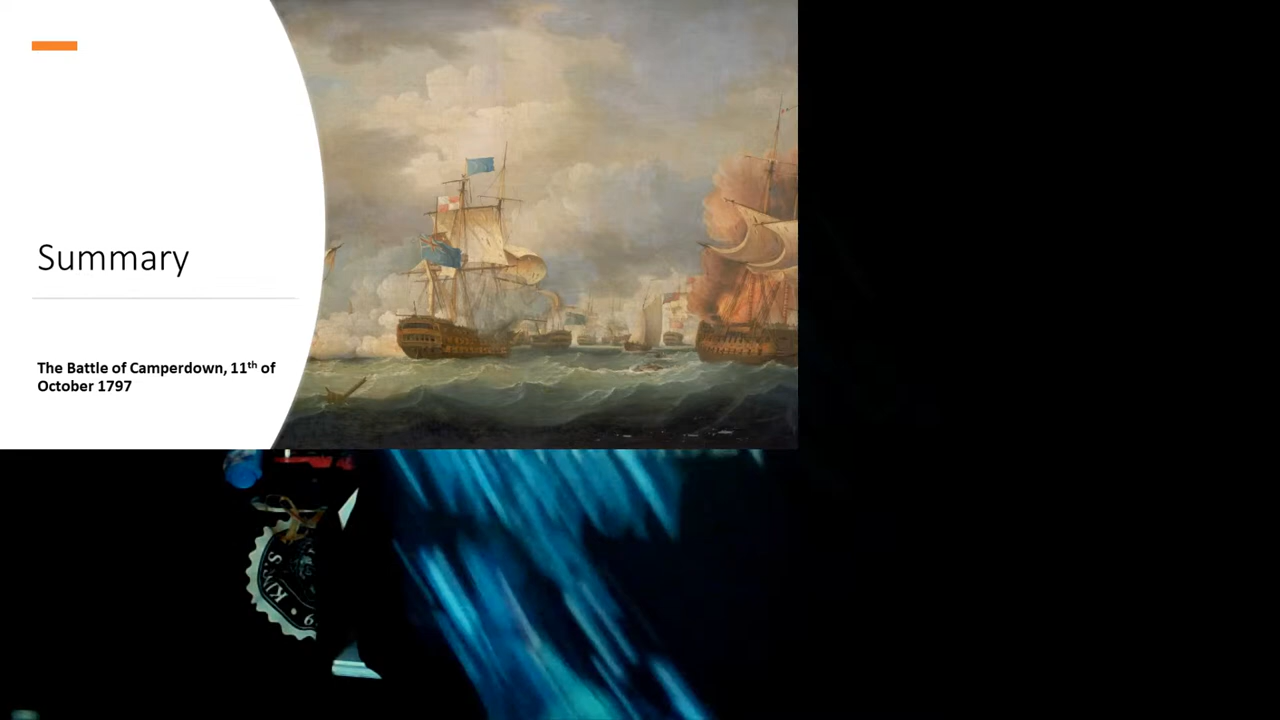 Summary
The Battle of Camperdown, 11th of
October 1797